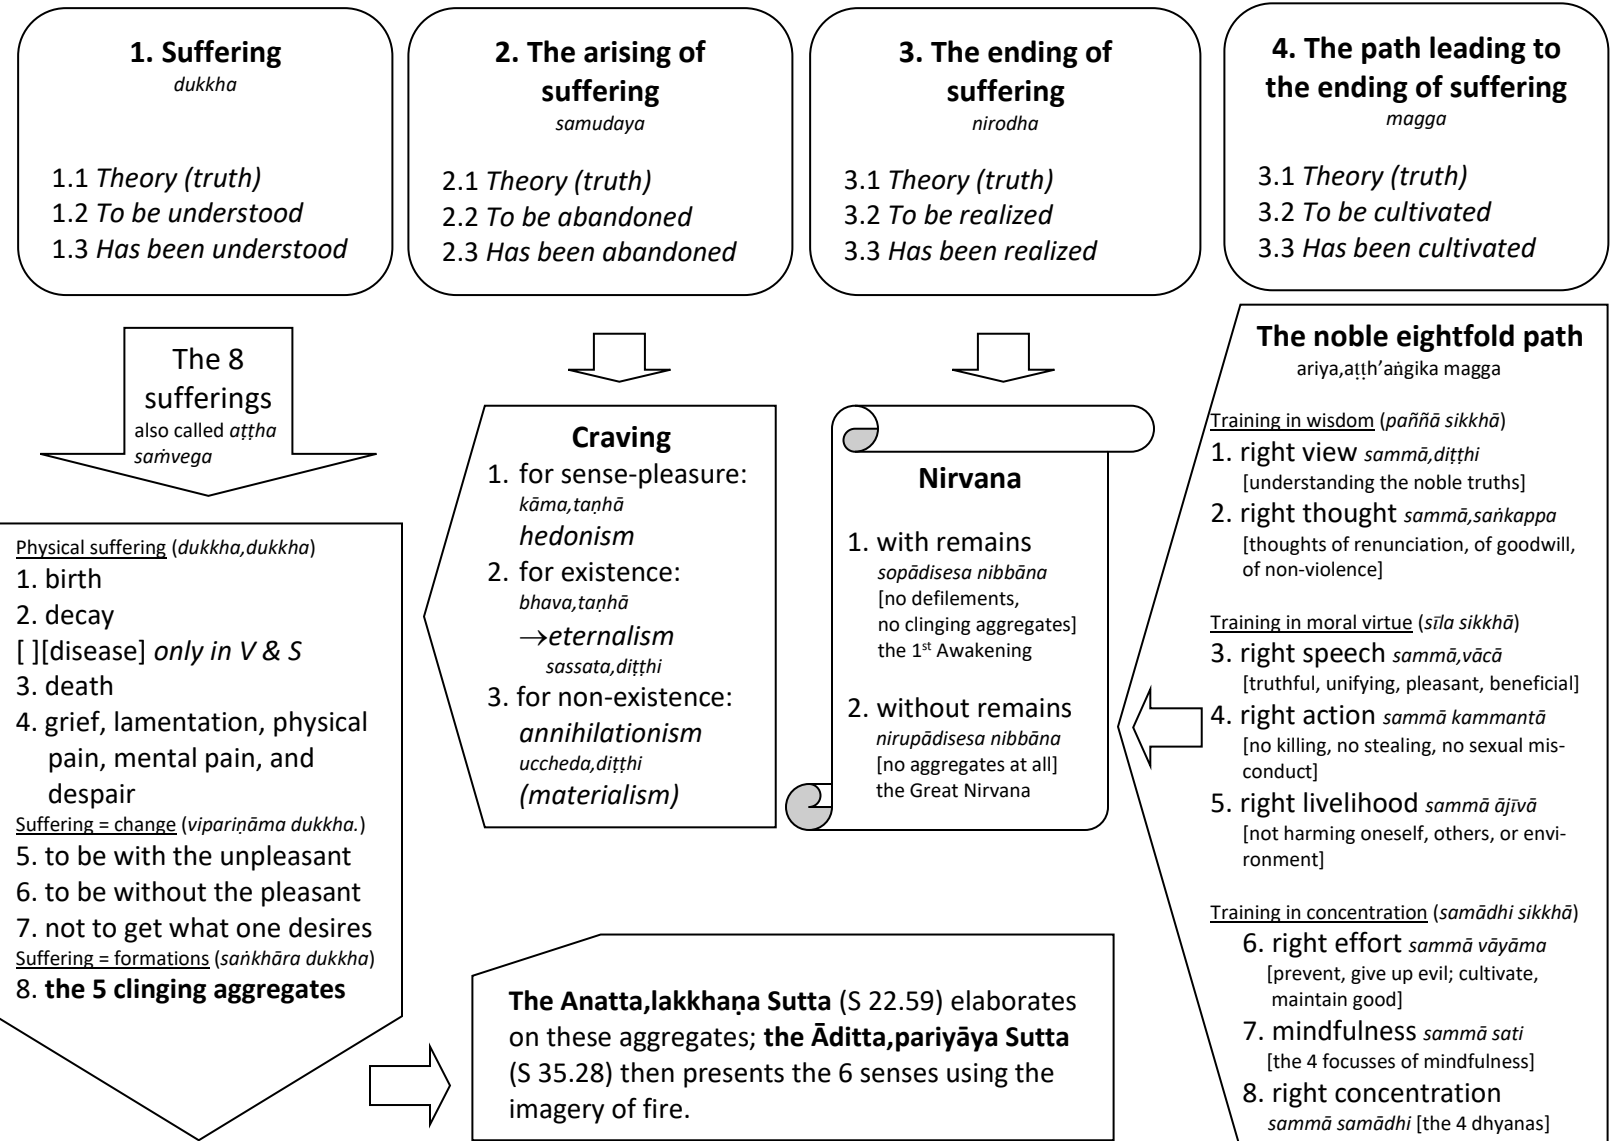 1. Suffering
dukkha
1.1 Theory (truth)
1.2 To be understood
1.3 Has been understood
2. The arising of
suffering
samudaya
2.1 Theory (truth)
2.2 To be abandoned
2.3 Has been abandoned
3. The ending of
suffering
nirodha
3.1 Theory (truth)
3.2 To be realized
3.3 Has been realized
4. The path leading to
the ending of suffering
magga
3.1 Theory (truth)
3.2 To be cultivated
3.3 Has been cultivated
The 8
sufferings
also called aṭṭha
saṁvega
Physical suffering (dukkha,dukkha)
1. birth
2. decay
[ ][disease] only in V & S
3. death
4. grief, lamentation, physical
pain, mental pain, and
despair
Suffering = change (vipariṇāma dukkha.)
5. to be with the unpleasant
6. to be without the pleasant
7. not to get what one desires
Suffering = formations (saṅkhāra dukkha)
8. the 5 clinging aggregates
Craving
1. for sense-pleasure:
kāma,taṇhā
hedonism
2. for existence:
bhava,taṇhā
→eternalism
sassata,diṭṭhi
3. for non-existence:
annihilationism
uccheda,diṭṭhi
(materialism)
Nirvana
1. with remains
sopādisesa nibbāna
[no defilements,
no clinging aggregates]
the 1st Awakening
2. without remains
nirupādisesa nibbāna
[no aggregates at all]
the Great Nirvana
The noble eightfold path
ariya,aṭṭh’aṅgika magga
Training in wisdom (paññā sikkhā)
1. right view sammā,diṭṭhi
[understanding the noble truths]
2. right thought sammā,saṅkappa
[thoughts of renunciation, of goodwill,
of non-violence]
Training in moral virtue (sīla sikkhā)
3. right speech sammā,vācā
[truthful, unifying, pleasant, beneficial]
4. right action sammā kammantā
[no killing, no stealing, no sexual mis-
conduct]
5. right livelihood sammā ājīvā
[not harming oneself, others, or envi-
ronment]
Training in concentration (samādhi sikkhā)
6. right effort sammā vāyāma
[prevent, give up evil; cultivate,
maintain good]
7. mindfulness sammā sati
[the 4 focusses of mindfulness]
8. right concentration
sammā samādhi [the 4 dhyanas]
The Anatta,lakkhaṇa Sutta (S 22.59) elaborates
on these aggregates; the Āditta,pariyāya Sutta
(S 35.28) then presents the 6 senses using the
imagery of fire.